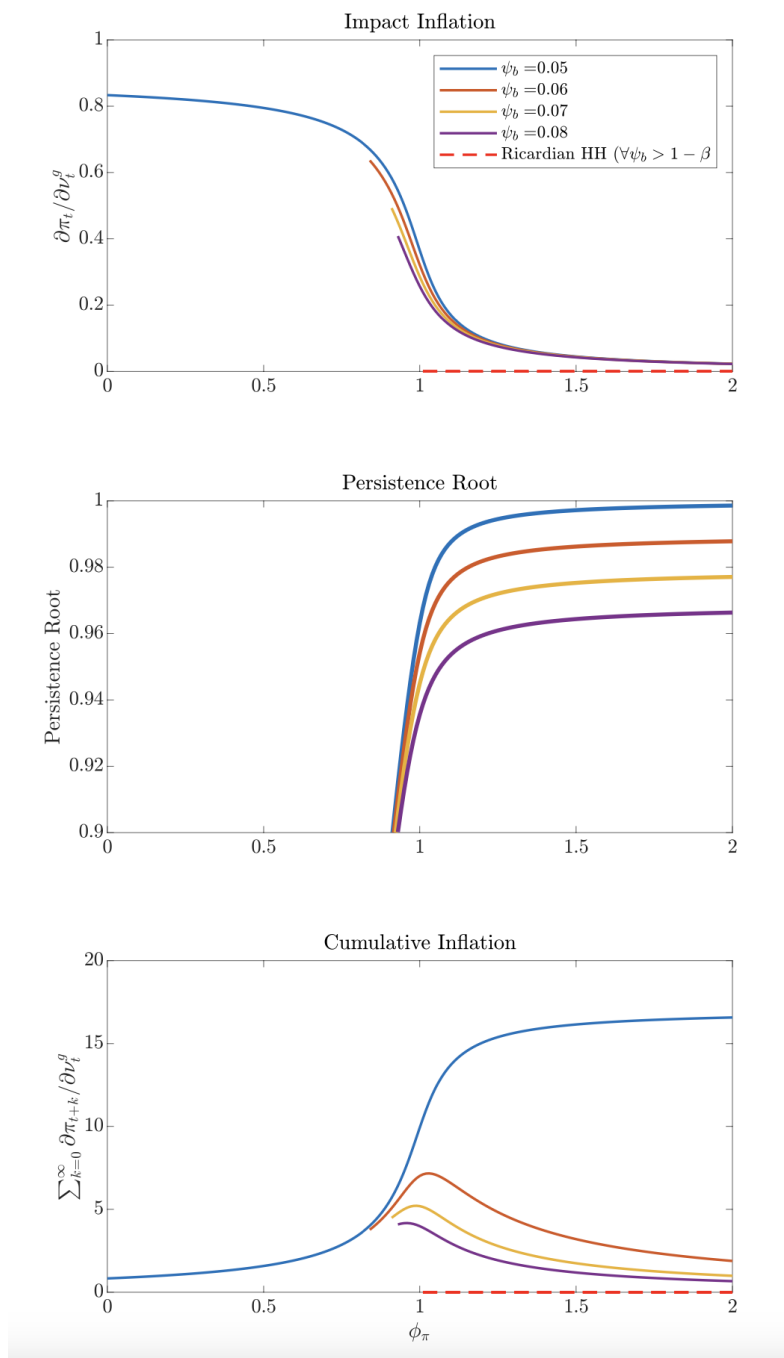 Impact Inflation
1
0.8
0.6
0.4
0.2
0
∂π_t/∂ν_t^g
ψ_b =0.05
ψ_b =0.06
ψ_b =0.07
ψ_b =0.08
Ricardian HH (∀ψ_b > 1 − β
0 0.5 1 1.5 2
Persistence Root
1
0.98
0.96
0.94
0.92
0.9
Persistence Root
0 0.5 1 1.5 2
Cumulative Inflation
20
15
10
5
0
∑_{k=0}^∞ ∂π_{t+k}/∂ν_t^g
0 0.5 1 1.5 2
ϕ_π